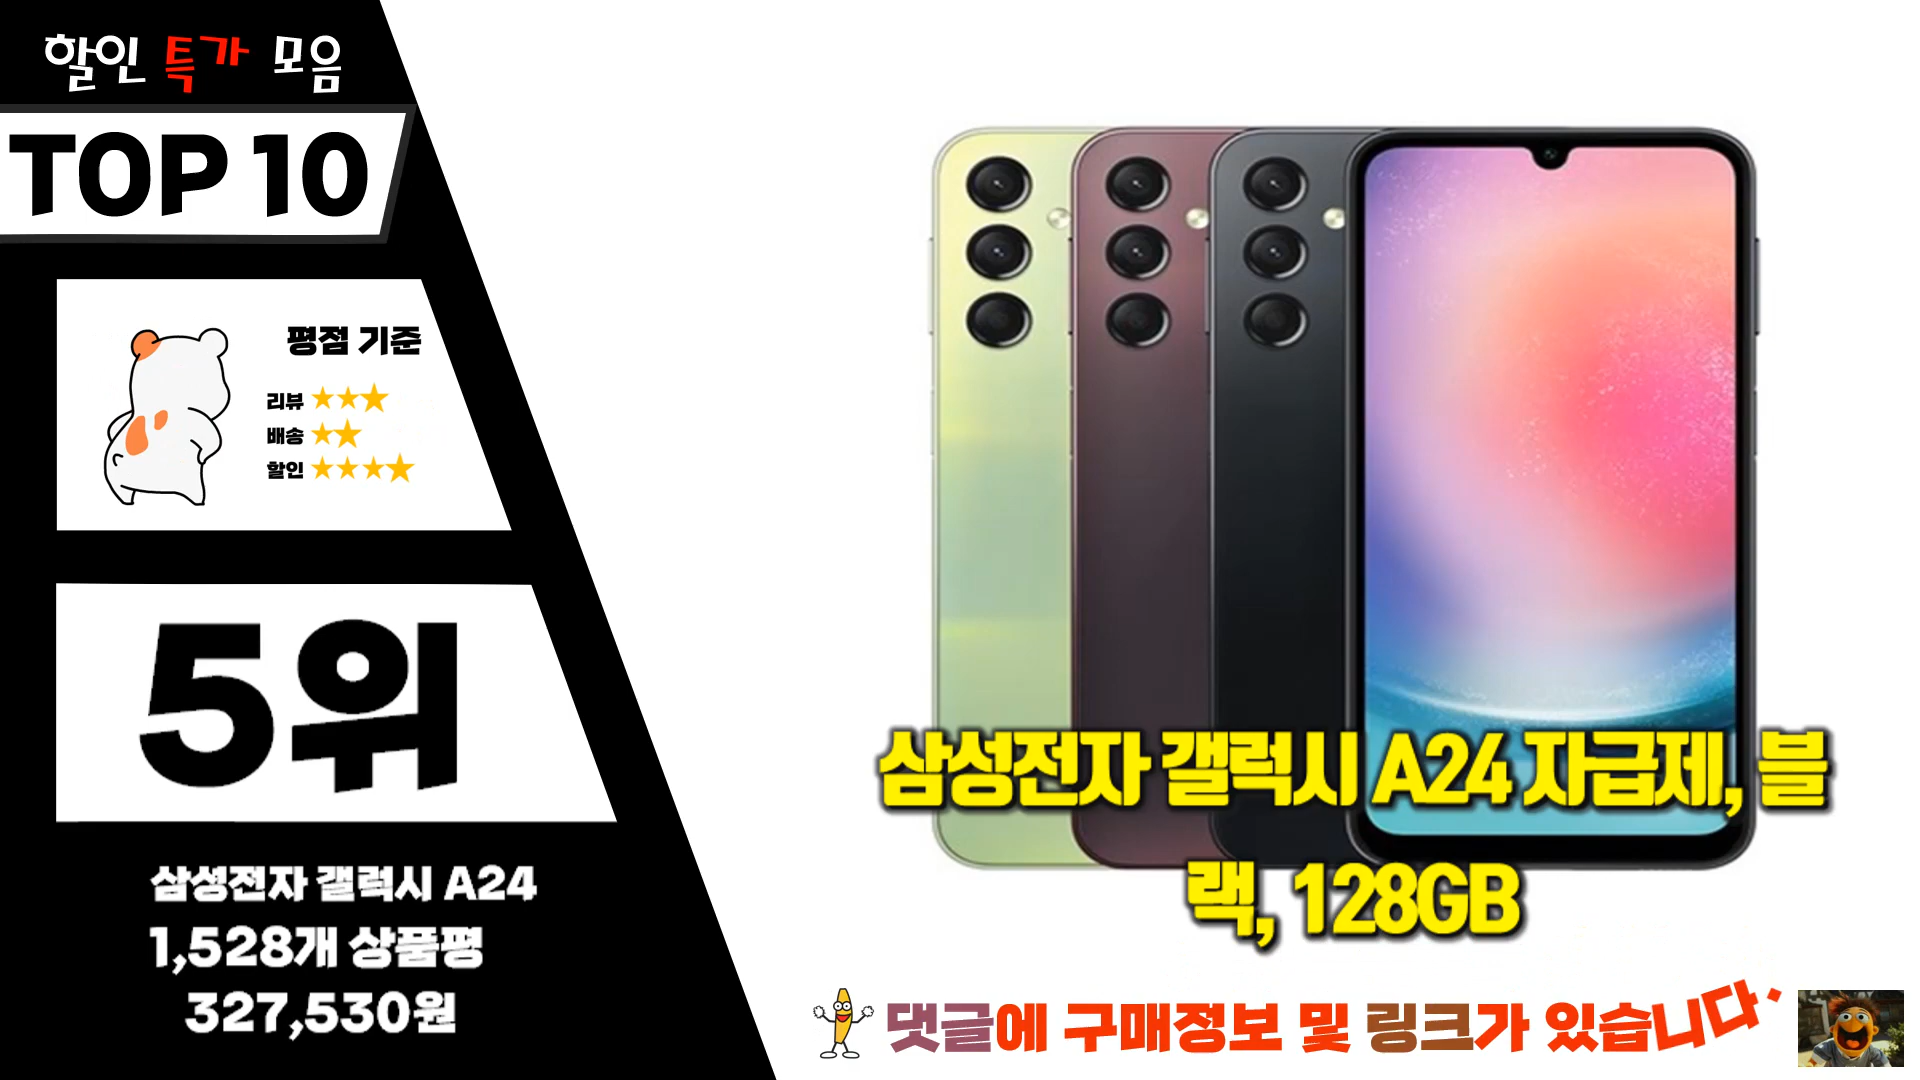 할인 특가 모음
TOP 10
평점 기준
리뷰 ★★★
배송 ★★
할인 ★★★★
5위
삼성전자 갤럭시 A24
1,528개 상품평
327,530원
삼성전자 갤럭시 A24 자급제, 블
랙, 128GB
댓글에 구매정보 및 링크가 있습니다.